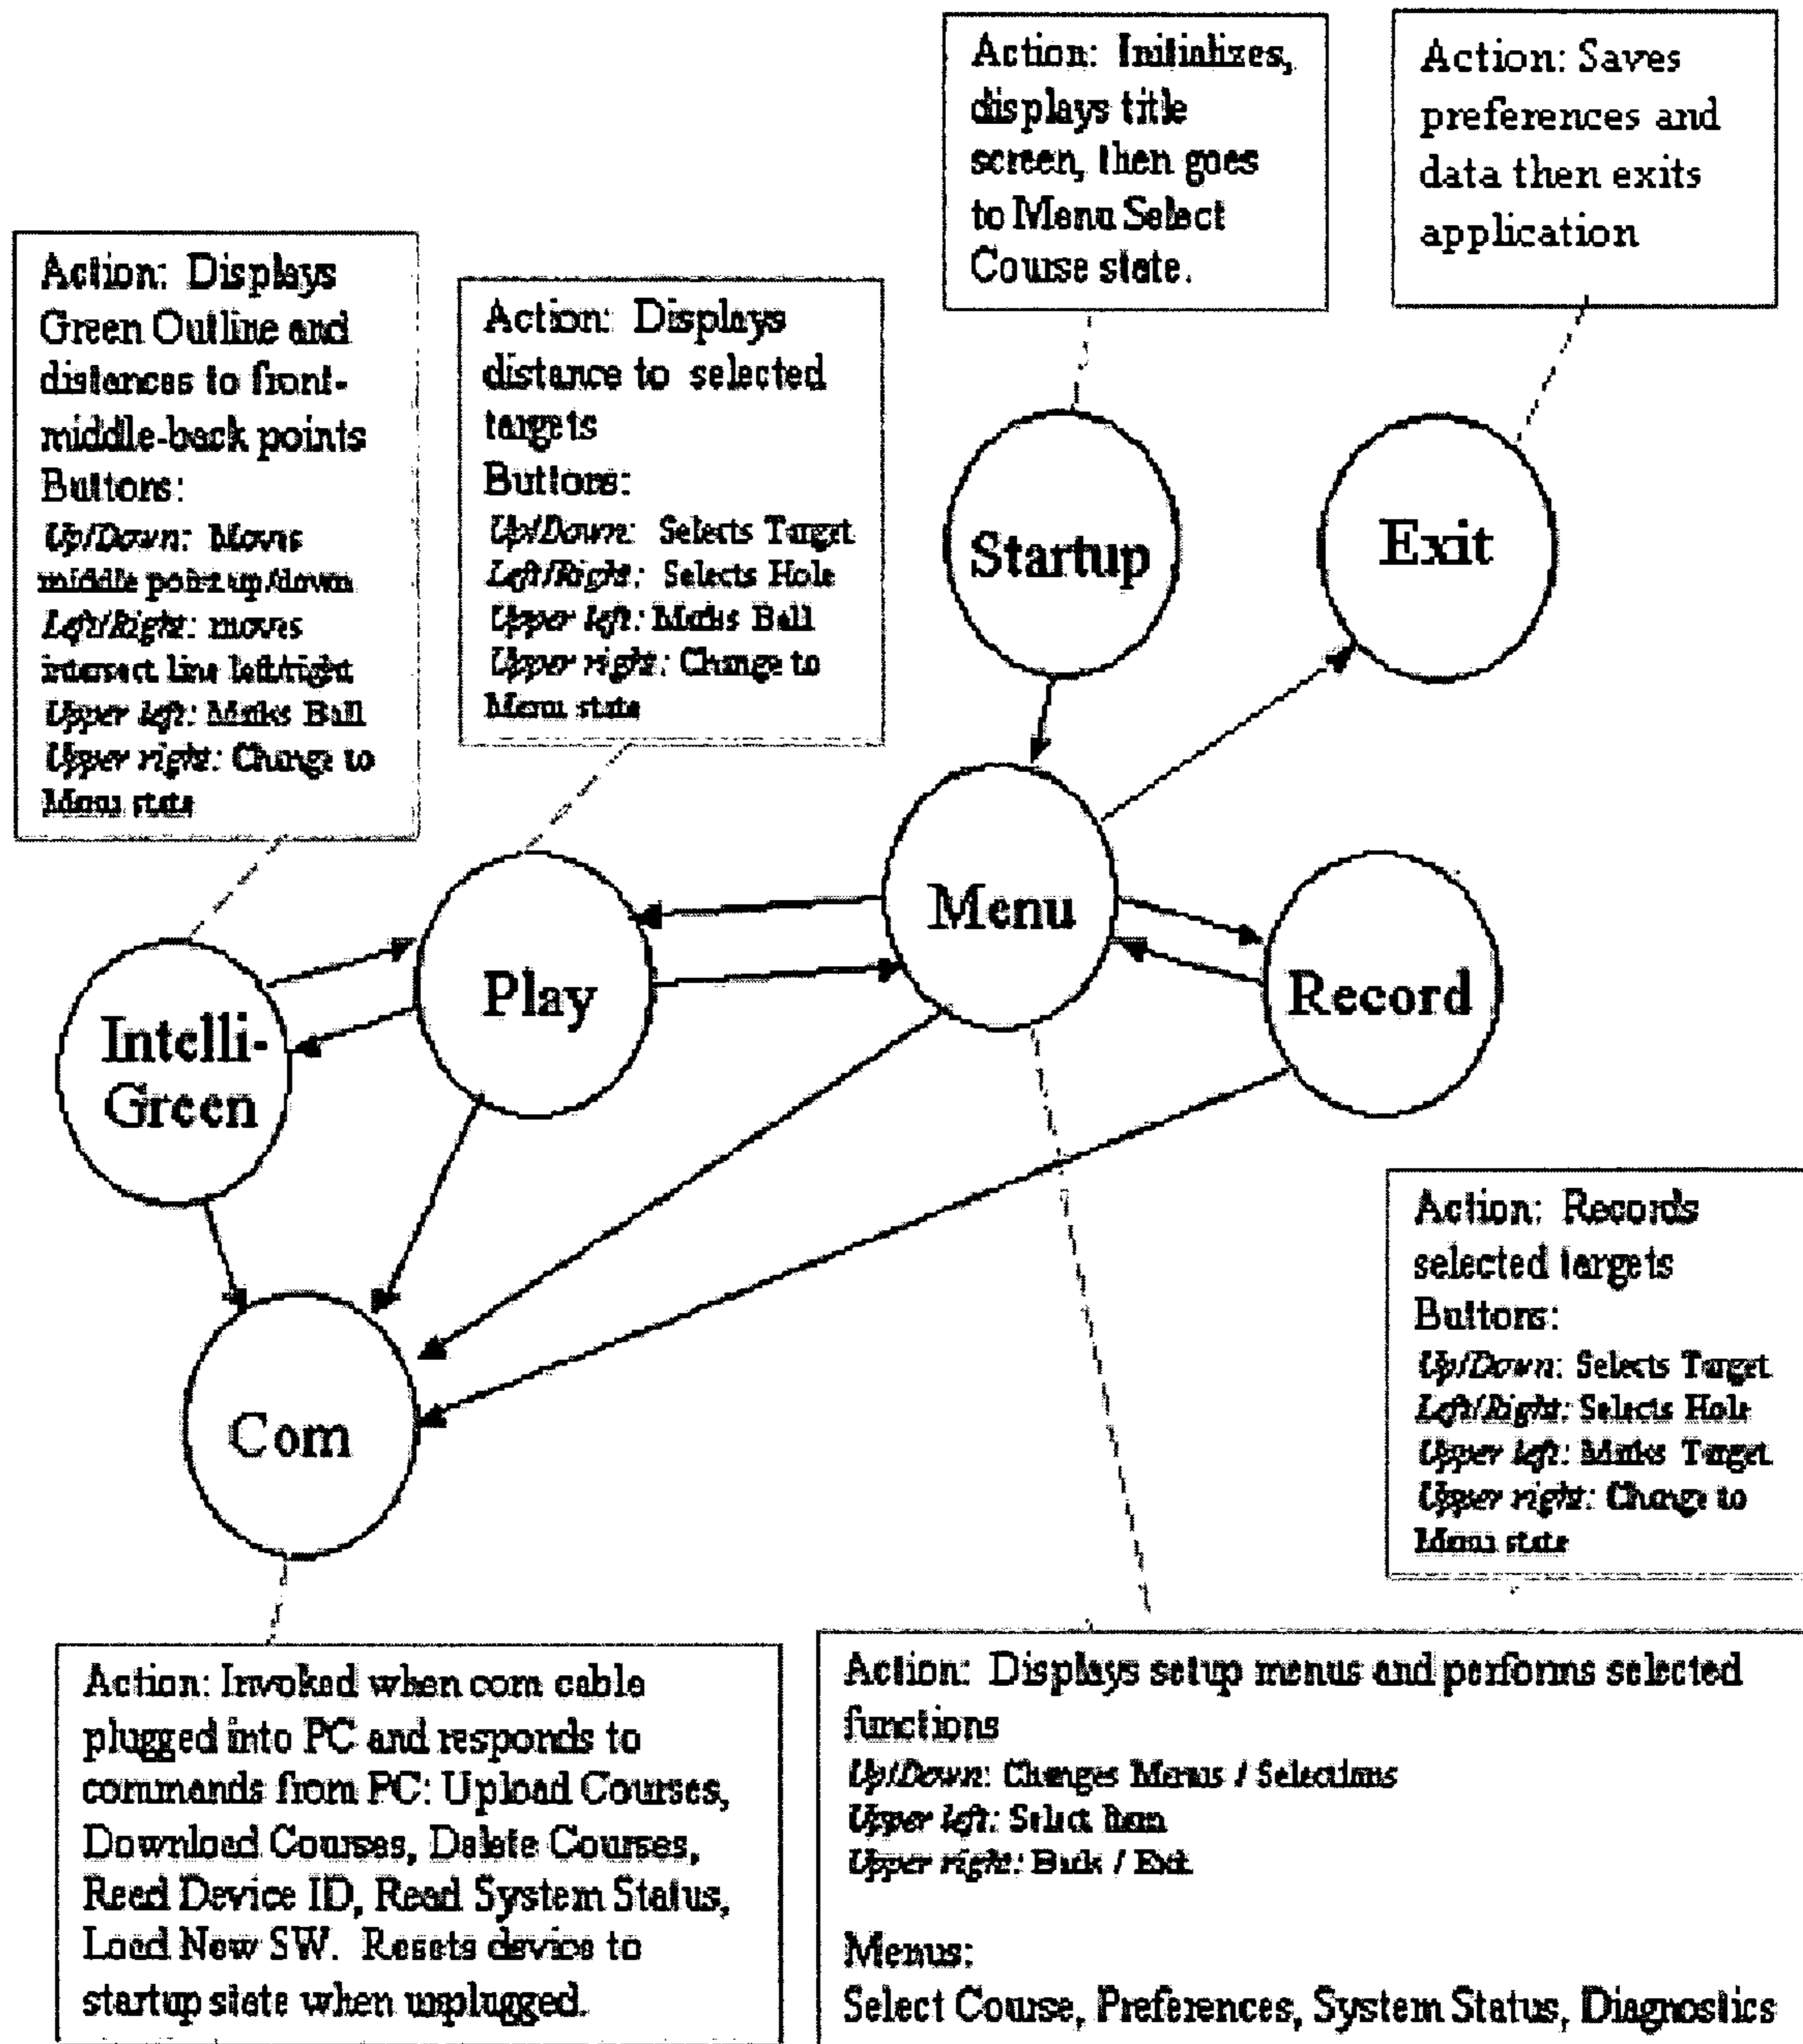 Action: Initializes,
displays title
screen, then goes
to Menu Select
Course state.
Action: Saves
preferences and
data then exits
application
Action: Displays
Green Outline and
distances to front-
middle-back points
Buttons:
Up/Down: Moves
middle point up/down
Left/Right: moves
intersect line left/right
Upper left: Marks Ball
Upper right: Change to
Menu state
Action: Displays
distance to selected
targets
Buttons:
Up/Down: Selects Target
Left/Right: Selects Hole
Upper left: Marks Ball
Upper right: Change to
Menu state
Startup
Exit
Menu
Play
Record
Intelli-
Green
Com
Action: Records
selected targets
Buttons:
Up/Down: Selects Target
Left/Right: Selects Hole
Upper left: Marks Target
Upper right: Change to
Menu state
Action: Invoked when com cable
plugged into PC and responds to
commands from PC: Upload Courses,
Download Courses, Delete Courses,
Read Device ID, Read System Status,
Load New SW. Resets device to
startup state when unplugged.
Action: Displays setup menus and performs selected
functions
Up/Down: Changes Menus / Selections
Upper left: Select Item
Upper right: Back / Exit
Menus:
Select Course, Preferences, System Status, Diagnostics